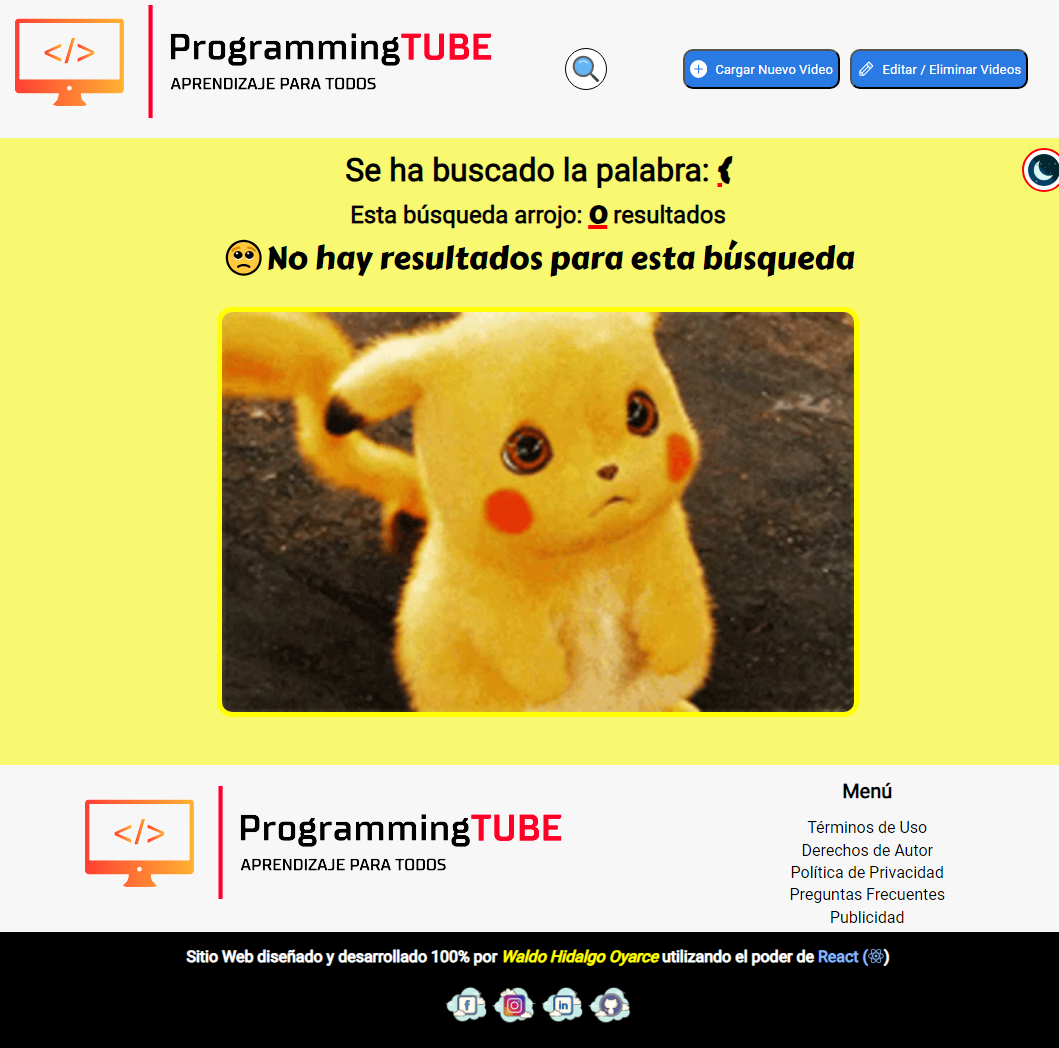 </>
ProgrammingTUBE
APRENDIZAJE PARA TODOS
Cargar Nuevo Video
Editar / Eliminar Videos
Se ha buscado la palabra: {
Esta búsqueda arrojo: 0 resultados
🥺 No hay resultados para esta búsqueda
</>
ProgrammingTUBE
APRENDIZAJE PARA TODOS
Menú
Términos de Uso
Derechos de Autor
Política de Privacidad
Preguntas Frecuentes
Publicidad
Sitio Web diseñado y desarrollado 100% por Waldo Hidalgo Oyarce utilizando el poder de React (⚛)